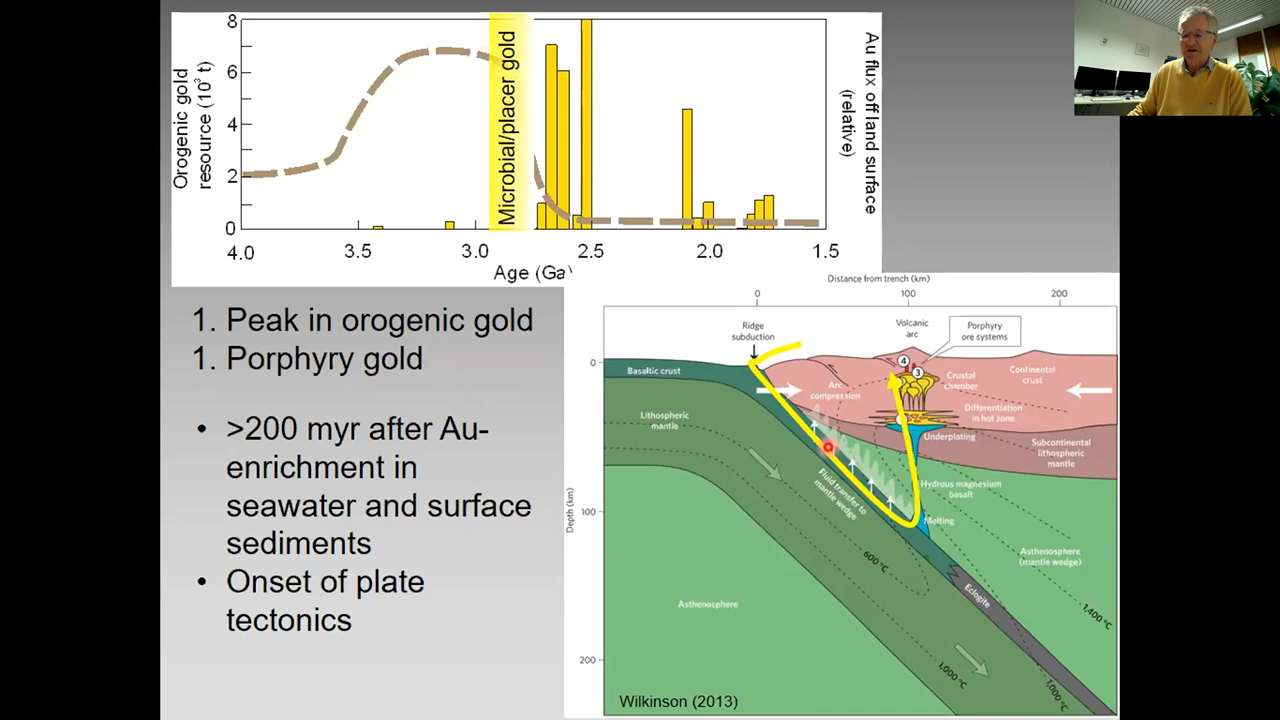 Orogenic gold
resource (10³ t)
8
6
4
2
0
Microbial/placer gold
Au flux off land surface
(relative)
4.0
3.5
3.0
2.5
2.0
1.5
Age (Ga)
1. Peak in orogenic gold
1. Porphyry gold
• >200 myr after Au-
enrichment in
seawater and surface
sediments
• Onset of plate
tectonics
Distance from trench (km)
0
100
200
Ridge
subduction
Volcanic
arc
Porphyry
ore systems
Depth (km)
0
100
200
Basaltic crust
Arc
compression
4
3
Crustal
chamber
Continental
crust
Lithospheric
mantle
Differentiation
in hot zone
Underplating
Subcontinental
lithospheric
mantle
Fluid transfer to
mantle wedge
Hydrous magnesium
basalt
Melting
Asthenosphere
(mantle wedge)
600 °C
Eclogite
1,400 °C
Asthenosphere
1,000 °C
1,000 °C
Wilkinson (2013)